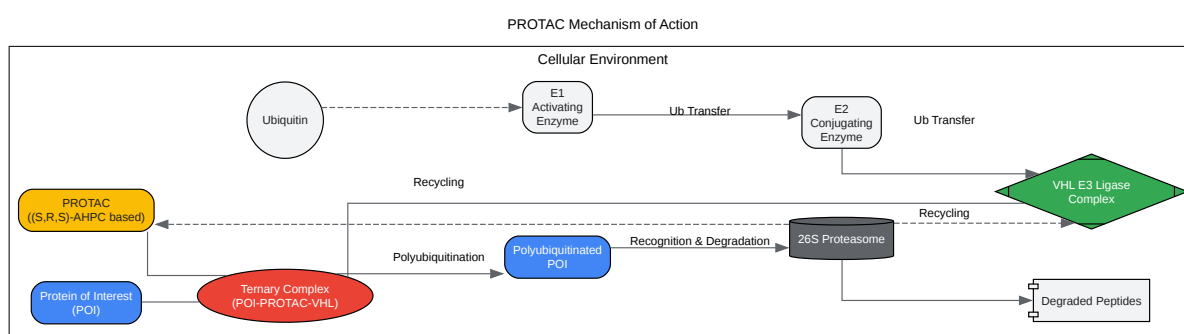 PROTAC Mechanism of Action
Cellular Environment
Ubiquitin
E1
Activating
Enzyme
Ub Transfer
E2
Conjugating
Enzyme
Ub Transfer
VHL E3 Ligase
Complex
Recycling
PROTAC
((S,R,S)-AHPC based)
Recycling
26S Proteasome
Recognition & Degradation
Polyubiquitinated
POI
Polyubiquitination
Ternary Complex
(POI-PROTAC-VHL)
Protein of Interest
(POI)
Degraded Peptides